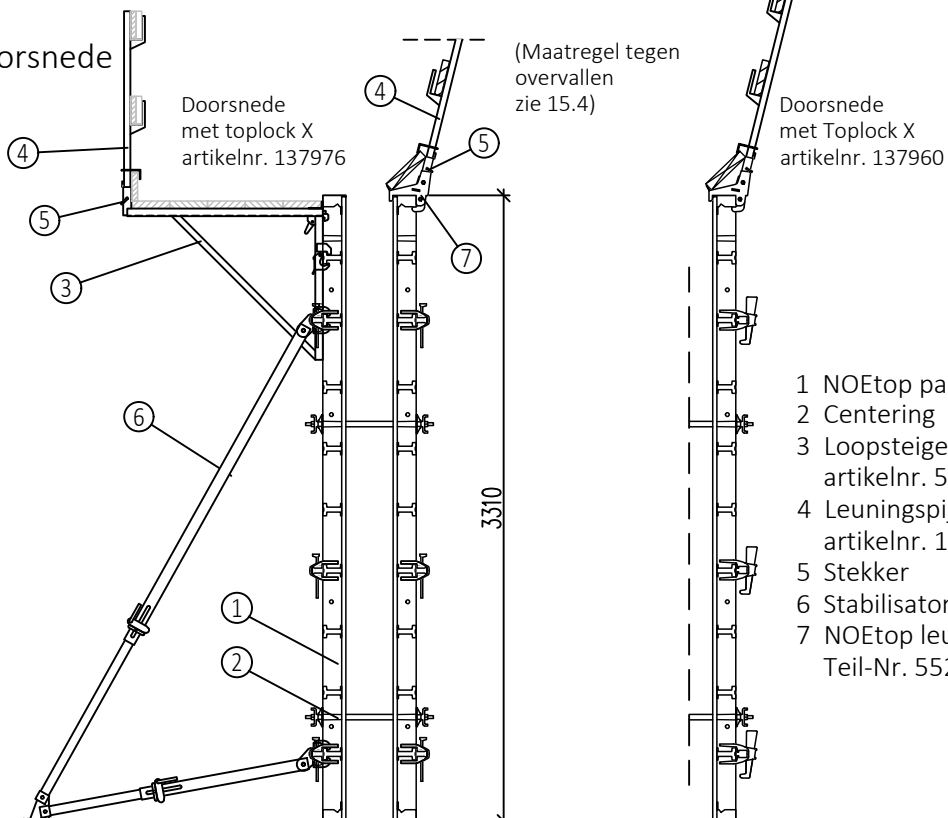 orsnede
Doorsnede
met toplock X
artikelnr. 137976
(Maatregel tegen
overvallen
zie 15.4)
Doorsnede
met Toplock X
artikelnr. 137960
4
5
3
6
1
2
4
5
7
3310
1 NOEtop pa
2 Centering
3 Loopsteige
artikelnr. 5
4 Leuningspij
artikelnr. 1
5 Stekker
6 Stabilisator
7 NOEtop leu
Teil-Nr. 552